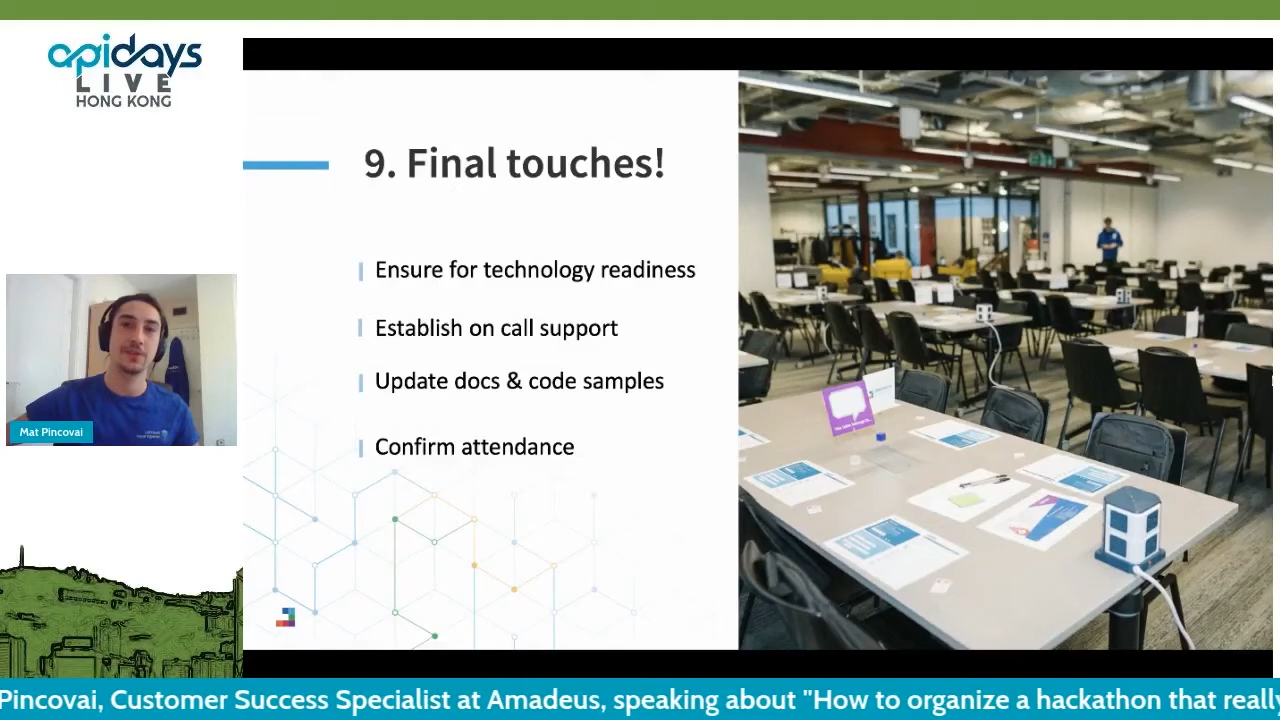 apidays
LIVE
HONG KONG
9. Final touches!
Ensure for technology readiness
Establish on call support
Update docs & code samples
Confirm attendance
Mat Pincovai
Pincovai, Customer Success Specialist at Amadeus, speaking about "How to organize a hackathon that really